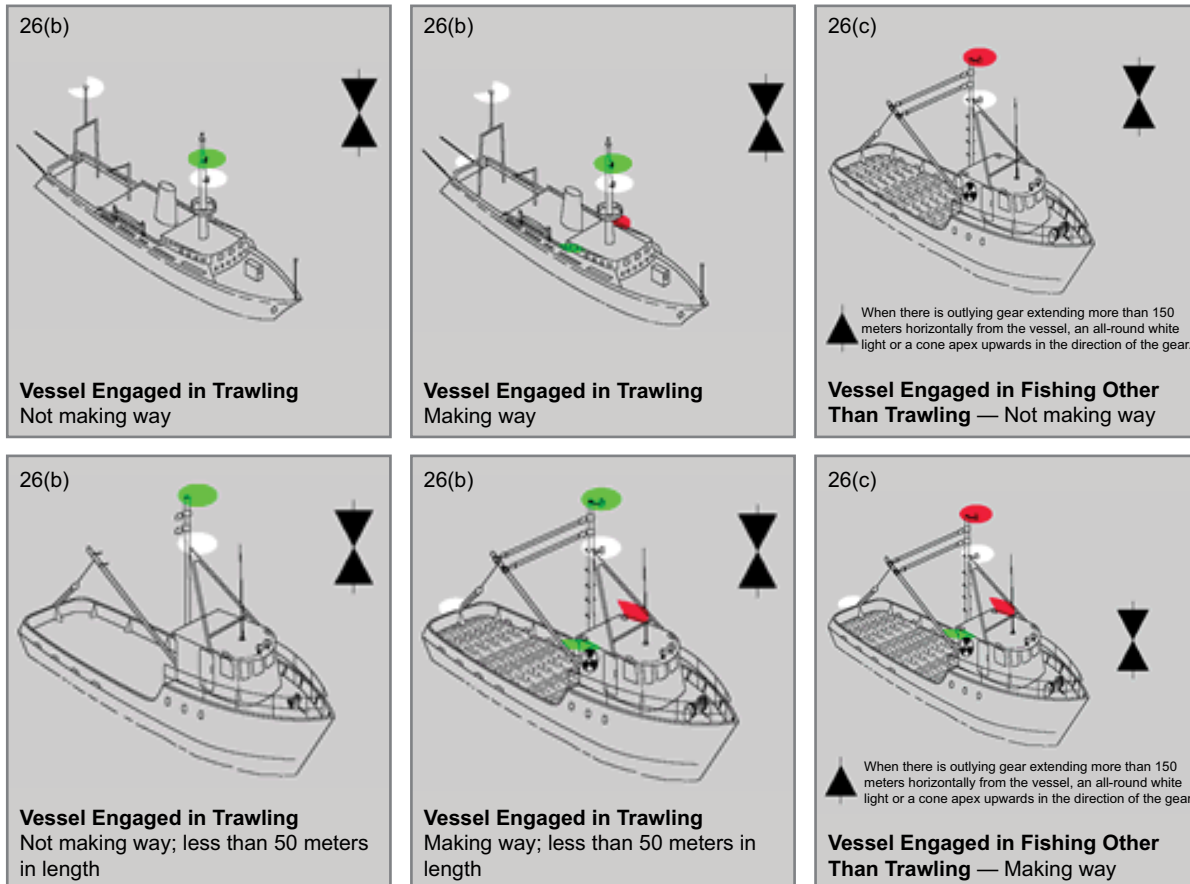 26(b)
Vessel Engaged in Trawling
Not making way
26(b)
Vessel Engaged in Trawling
Making way
26(c)
When there is outlying gear extending more than 150
meters horizontally from the vessel, an all-round white
light or a cone apex upwards in the direction of the gear.
Vessel Engaged in Fishing Other
Than Trawling — Not making way
26(b)
Vessel Engaged in Trawling
Not making way; less than 50 meters
in length
26(b)
Vessel Engaged in Trawling
Making way; less than 50 meters in
length
26(c)
When there is outlying gear extending more than 150
meters horizontally from the vessel, an all-round white
light or a cone apex upwards in the direction of the gear
Vessel Engaged in Fishing Other
Than Trawling — Making way